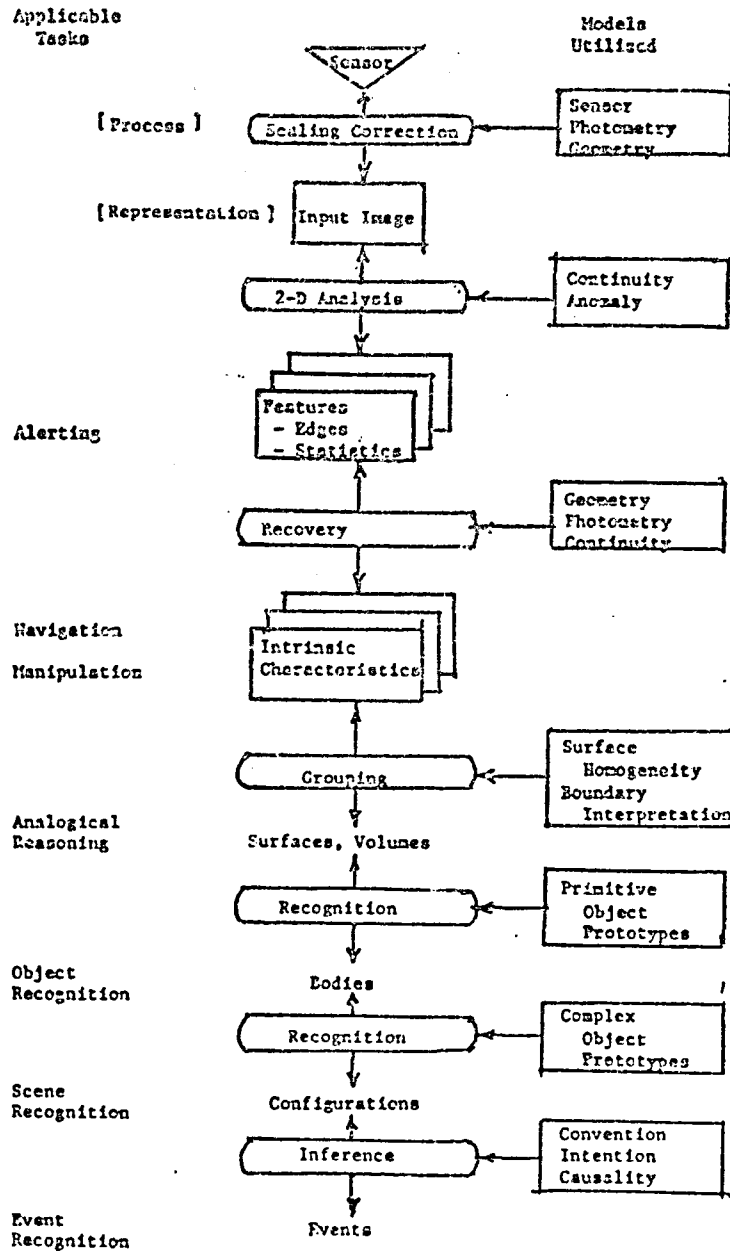 Applicable
Tasks
Models
Utilized
Sensor
[Process]
Scaling Correction
Sensor
Photometry
Geometry
[Representation]
Input Image
2-D Analysis
Continuity
Anomaly
Alerting
Features
- Edges
- Statistics
Recovery
Geometry
Photometry
Continuity
Navigation
Manipulation
Intrinsic
Characteristics
Grouping
Surface
Homogeneity
Boundary
Interpretation
Analogical
Reasoning
Surfaces, Volumes
Recognition
Primitive
Object
Prototypes
Object
Recognition
Bodies
Recognition
Complex
Object
Prototypes
Scene
Recognition
Configurations
Inference
Convention
Intention
Causality
Event
Recognition
Events